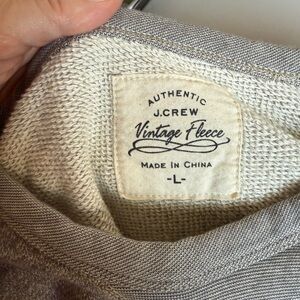 AUTHENTIC
J.CREW
Vintage Fleece
MADE IN CHINA
-L-